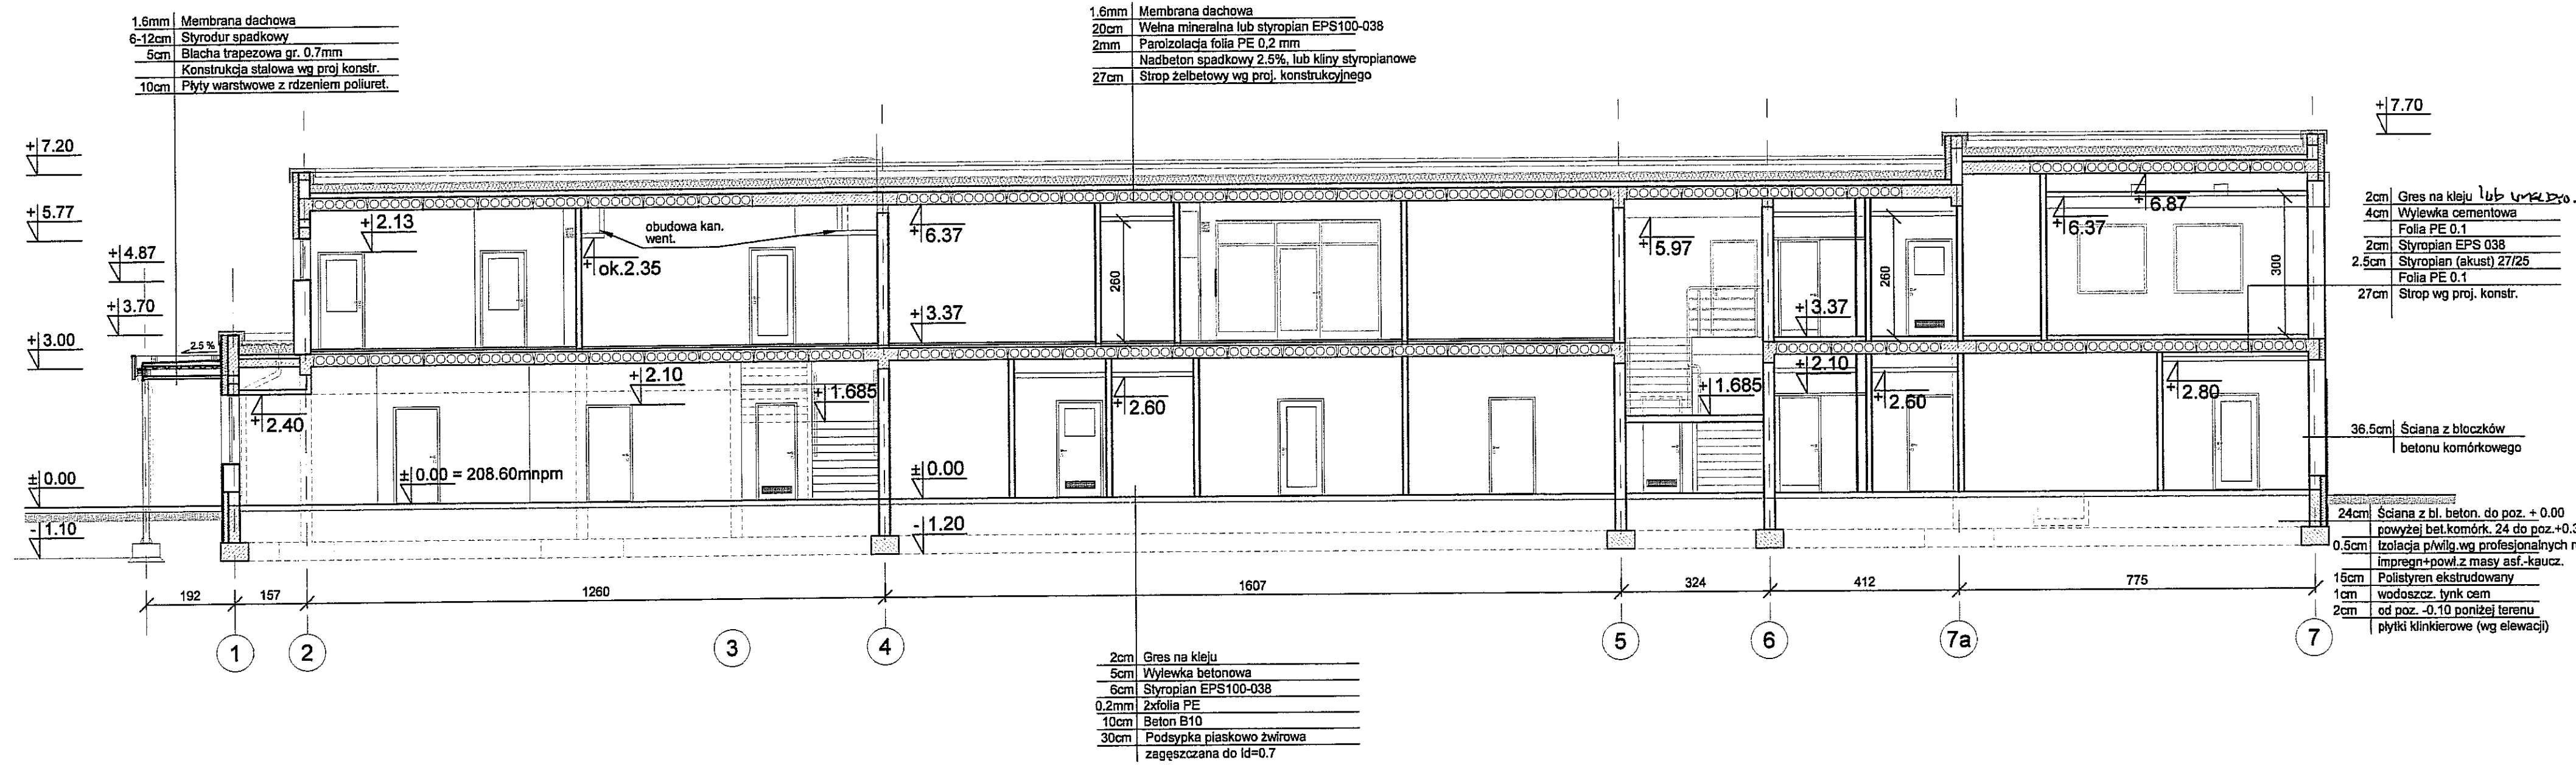 1.6mm Membrana dachowa
6-12cm Styrodur spadkowy
5cm Blacha trapezowa gr. 0.7mm
Konstrukcja stalowa wg proj konstr.
10cm Płyty warstwowe z rdzeniem poliuret.
1.6mm Membrana dachowa
20cm Wełna mineralna lub styropian EPS100-038
2mm Paroizolacja folia PE 0,2 mm
Nadbeton spadkowy 2.5%, lub kliny styropianowe
27cm Strop żelbetowy wg proj. konstrukcyjnego
+7.20
+5.77
+4.87
+3.70
+3.00
±0.00
-1.10
2.5 %
+7.70
+2.13
obudowa kan.
went.
+ok.2.35
+6.37
260
+5.97
260
+6.87
+6.37
300
+3.37
+3.37
2cm Gres na kleju lub
4cm Wylewka cementowa
Folia PE 0.1
2cm Styropian EPS 038
2.5cm Styropian (akust) 27/25
Folia PE 0.1
27cm Strop wg proj. konstr.
+2.40
+2.10
+1.685
+2.60
+1.685
+2.10
+2.60
+2.80
±0.00 = 208.60mnpm
±0.00
-1.20
36.5cm Ściana z bloczków
betonu komórkowego
24cm Ściana z bl. beton. do poz. + 0.00
powyżej bet.komórk. 24 do poz.+0.3
0.5cm Izolacja p/wilg.wg profesjonalnych
impregn+powł.z masy asf.-kaucz.
15cm Polistyren ekstrudowany
1cm wodoszcz. tynk cem
2cm od poz. -0.10 poniżej terenu
płytki klinkierowe (wg elewacji)
192 157 1260 1607 324 412 775
1 2 3 4 5 6 7a 7
2cm Gres na kleju
5cm Wylewka betonowa
6cm Styropian EPS100-038
0.2mm 2xfolia PE
10cm Beton B10
30cm Podsypka piaskowo żwirowa
zagęszczana do Id=0.7